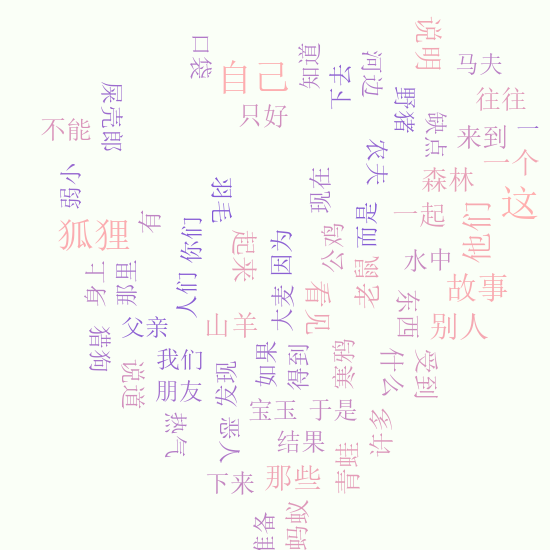 说明
口袋
知道
河边
马夫
自己
下去
往往
屎壳郎
只好
野猪
不能
缺点
来到
一
农夫
一个
弱小
森林
羽毛
现在
这
有
一起
狐狸
而是
他们
你们
起来
因为
公鸡
水中
上身
那里
老鼠
故事
人们
大麦
看见
东西
父亲
山羊
别人
猎狗
我们
如果
得到
寒鸦
什么
受到
说道
朋友
发现
宝玉
于是
热气
恶人
结果
多许
青蛙
下来
那些
准备
蚂蚁